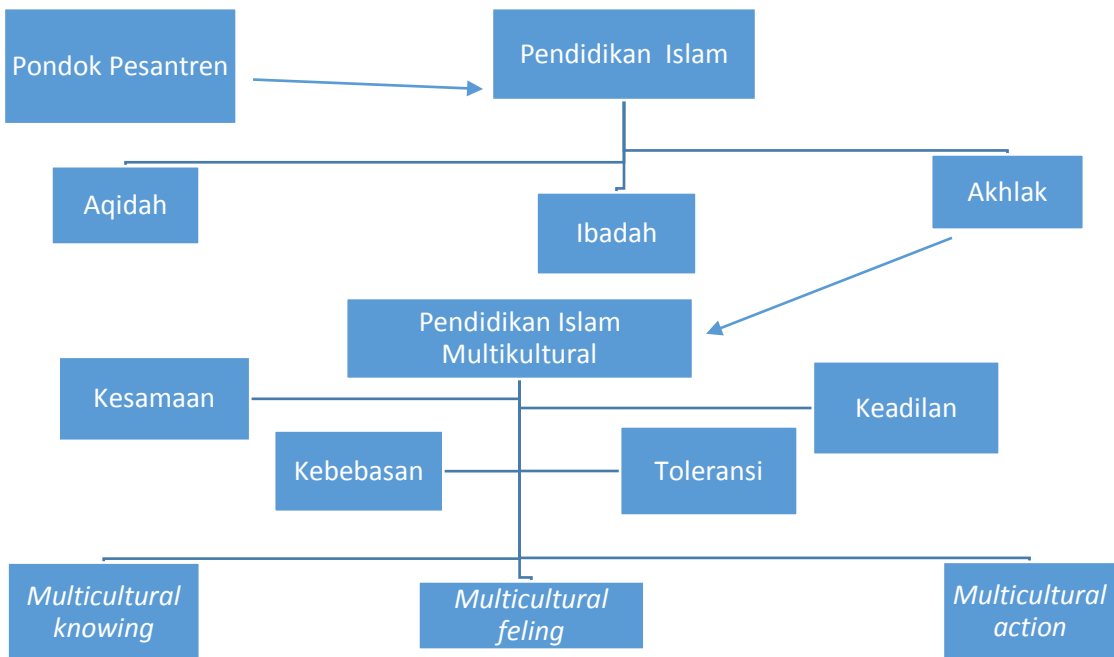 Pondok Pesantren
Pendidikan Islam
Aqidah
Ibadah
Akhlak
Pendidikan Islam
Multikultural
Kesamaan
Keadilan
Kebebasan
Toleransi
Multicultural
knowing
Multicultural
feling
Multicultural
action